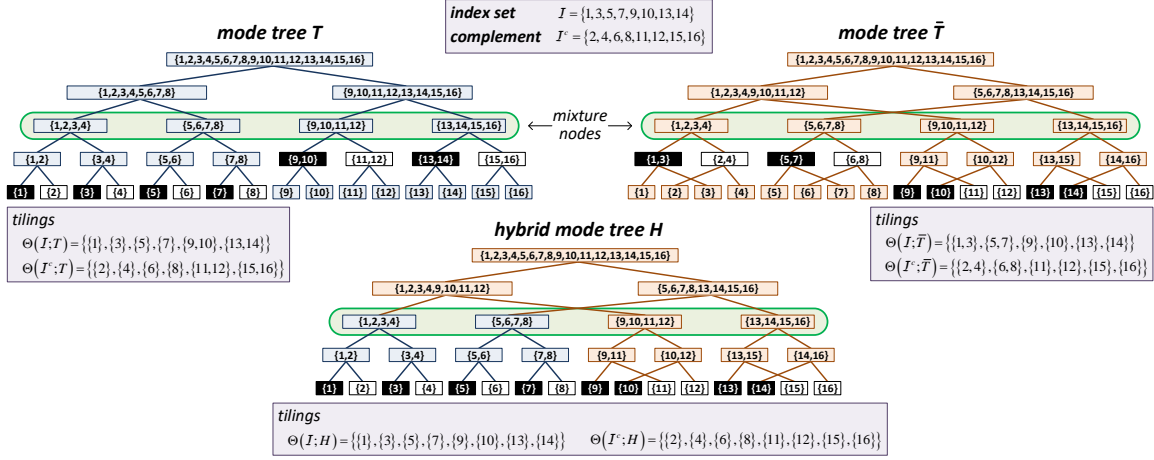 index set I = {1,3,5,7,9,10,13,14}
complement I^c = {2,4,6,8,11,12,15,16}
mode tree T
{1,2,3,4,5,6,7,8,9,10,11,12,13,14,15,16}
{1,2,3,4,5,6,7,8} {9,10,11,12,13,14,15,16}
{1,2,3,4} {5,6,7,8} {9,10,11,12} {13,14,15,16}
{1,2} {3,4} {5,6} {7,8} {9,10} {11,12} {13,14} {15,16}
{1} {2} {3} {4} {5} {6} {7} {8} {9} {10} {11} {12} {13} {14} {15} {16}
tilings
Θ(I;T) = {{1},{3},{5},{7},{9,10},{13,14}}
Θ(I^c;T) = {{2},{4},{6},{8},{11,12},{15,16}}
mixture
nodes
mode tree T̄
{1,2,3,4,5,6,7,8,9,10,11,12,13,14,15,16}
{1,2,3,4,9,10,11,12} {5,6,7,8,13,14,15,16}
{1,2,3,4} {5,6,7,8} {9,10,11,12} {13,14,15,16}
{1,3} {2,4} {5,7} {6,8} {9,11} {10,12} {13,15} {14,16}
{1} {2} {3} {4} {5} {6} {7} {8} {9} {10} {11} {12} {13} {14} {15} {16}
tilings
Θ(I;T̄) = {{1,3},{5,7},{9},{10},{13},{14}}
Θ(I^c;T̄) = {{2,4},{6,8},{11},{12},{15},{16}}
hybrid mode tree H
{1,2,3,4,5,6,7,8,9,10,11,12,13,14,15,16}
{1,2,3,4,9,10,11,12} {5,6,7,8,13,14,15,16}
{1,2,3,4} {5,6,7,8} {9,10,11,12} {13,14,15,16}
{1,2} {3,4} {5,6} {7,8} {9,11} {10,12} {13,15} {14,16}
{1} {2} {3} {4} {5} {6} {7} {8} {9} {10} {11} {12} {13} {14} {15} {16}
tilings
Θ(I;H) = {{1},{3},{5},{7},{9},{10},{13},{14}} Θ(I^c;H) = {{2},{4},{6},{8},{11},{12},{15},{16}}